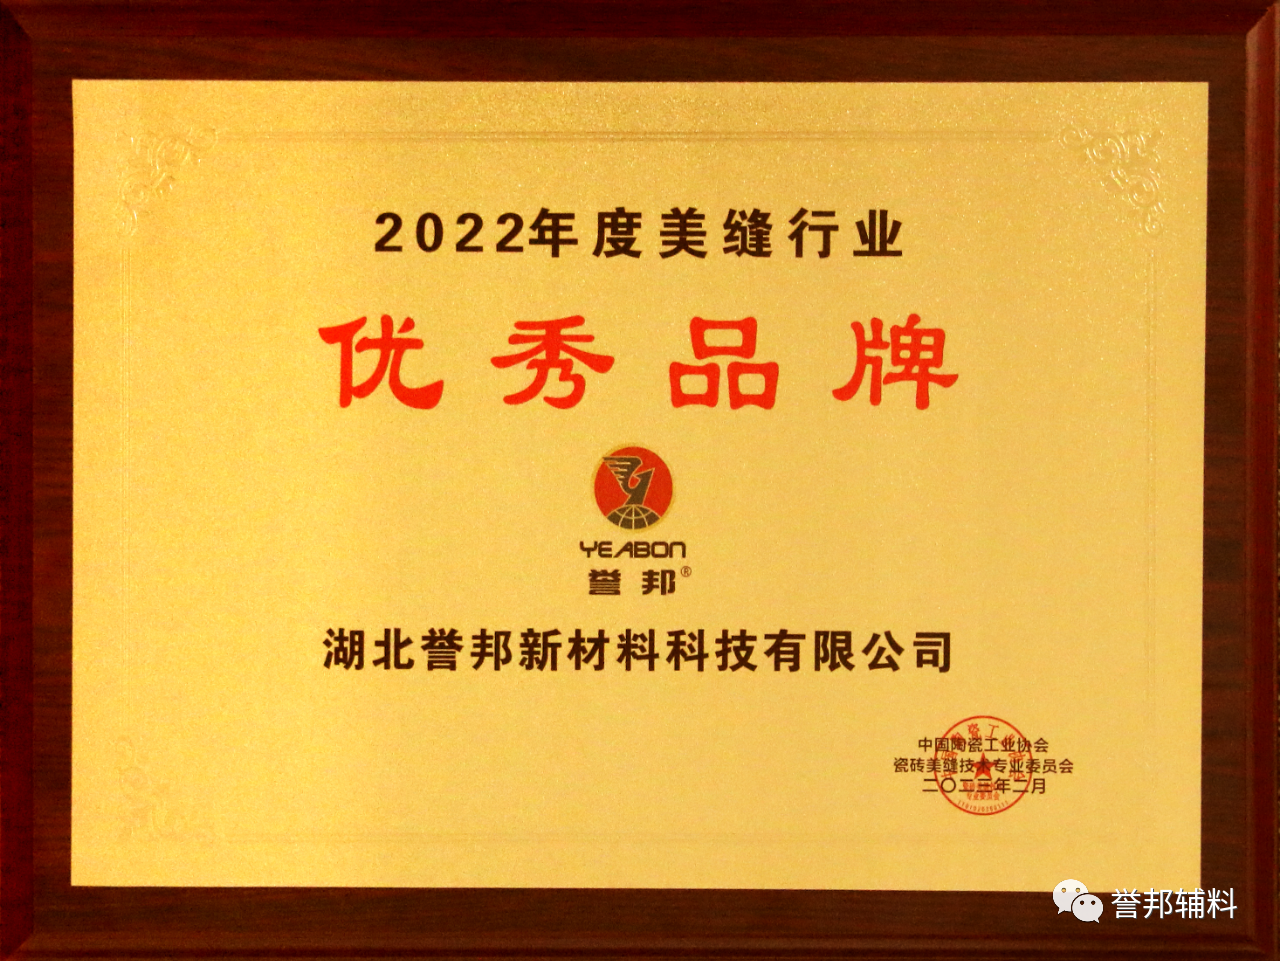 2022年度美缝行业
优秀品牌
YEABON
誉邦®
湖北誉邦新材料科技有限公司
中国陶瓷工业协会
瓷砖美缝技术专业委员会
二〇二三年二月
誉邦辅料